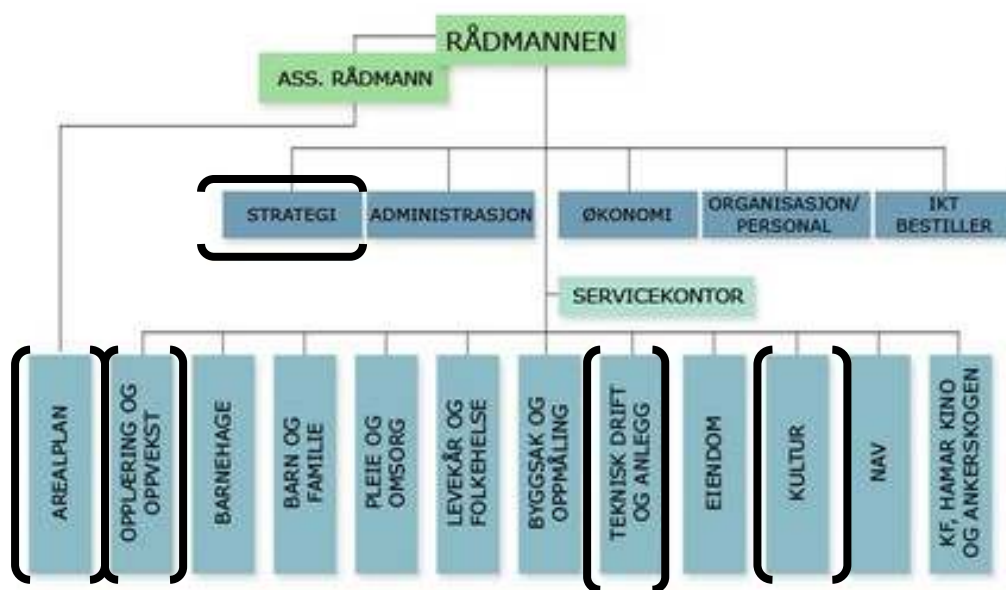 RÅDMANNEN
ASS. RÅDMANN
STRATEGI
ADMINISTRASJON
ØKONOMI
ORGANISASJON/
PERSONAL
IKT
BESTILLER
SERVICEKONTOR
AREALPLAN
OPPLÆRING OG
OPPVEKST
BARNEHAGE
BARN OG
FAMILIE
PLEIE OG
OMSORG
LEVEKÅR OG
FOLKEHELSE
BYGGSAK OG
OPPMÅLING
TEKNISK DRIFT
OG ANLEGG
EIENDOM
KULTUR
NAV
KF, HAMAR KINO
OG ANKERSKOGEN